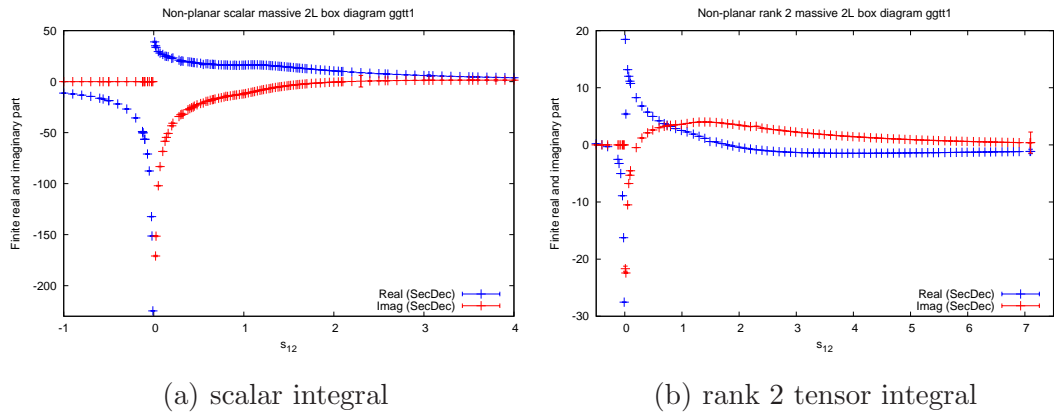 Non-planar scalar massive 2L box diagram ggtt1
50
0
-50
-100
-150
-200
Finite real and imaginary part
Real (SecDec)
Imag (SecDec)
-1 0 1 2 3 4
s12
(a) scalar integral
Non-planar rank 2 massive 2L box diagram ggtt1
20
10
0
-10
-20
-30
Finite real and imaginary part
Real (SecDec)
Imag (SecDec)
0 1 2 3 4 5 6 7
s12
(b) rank 2 tensor integral